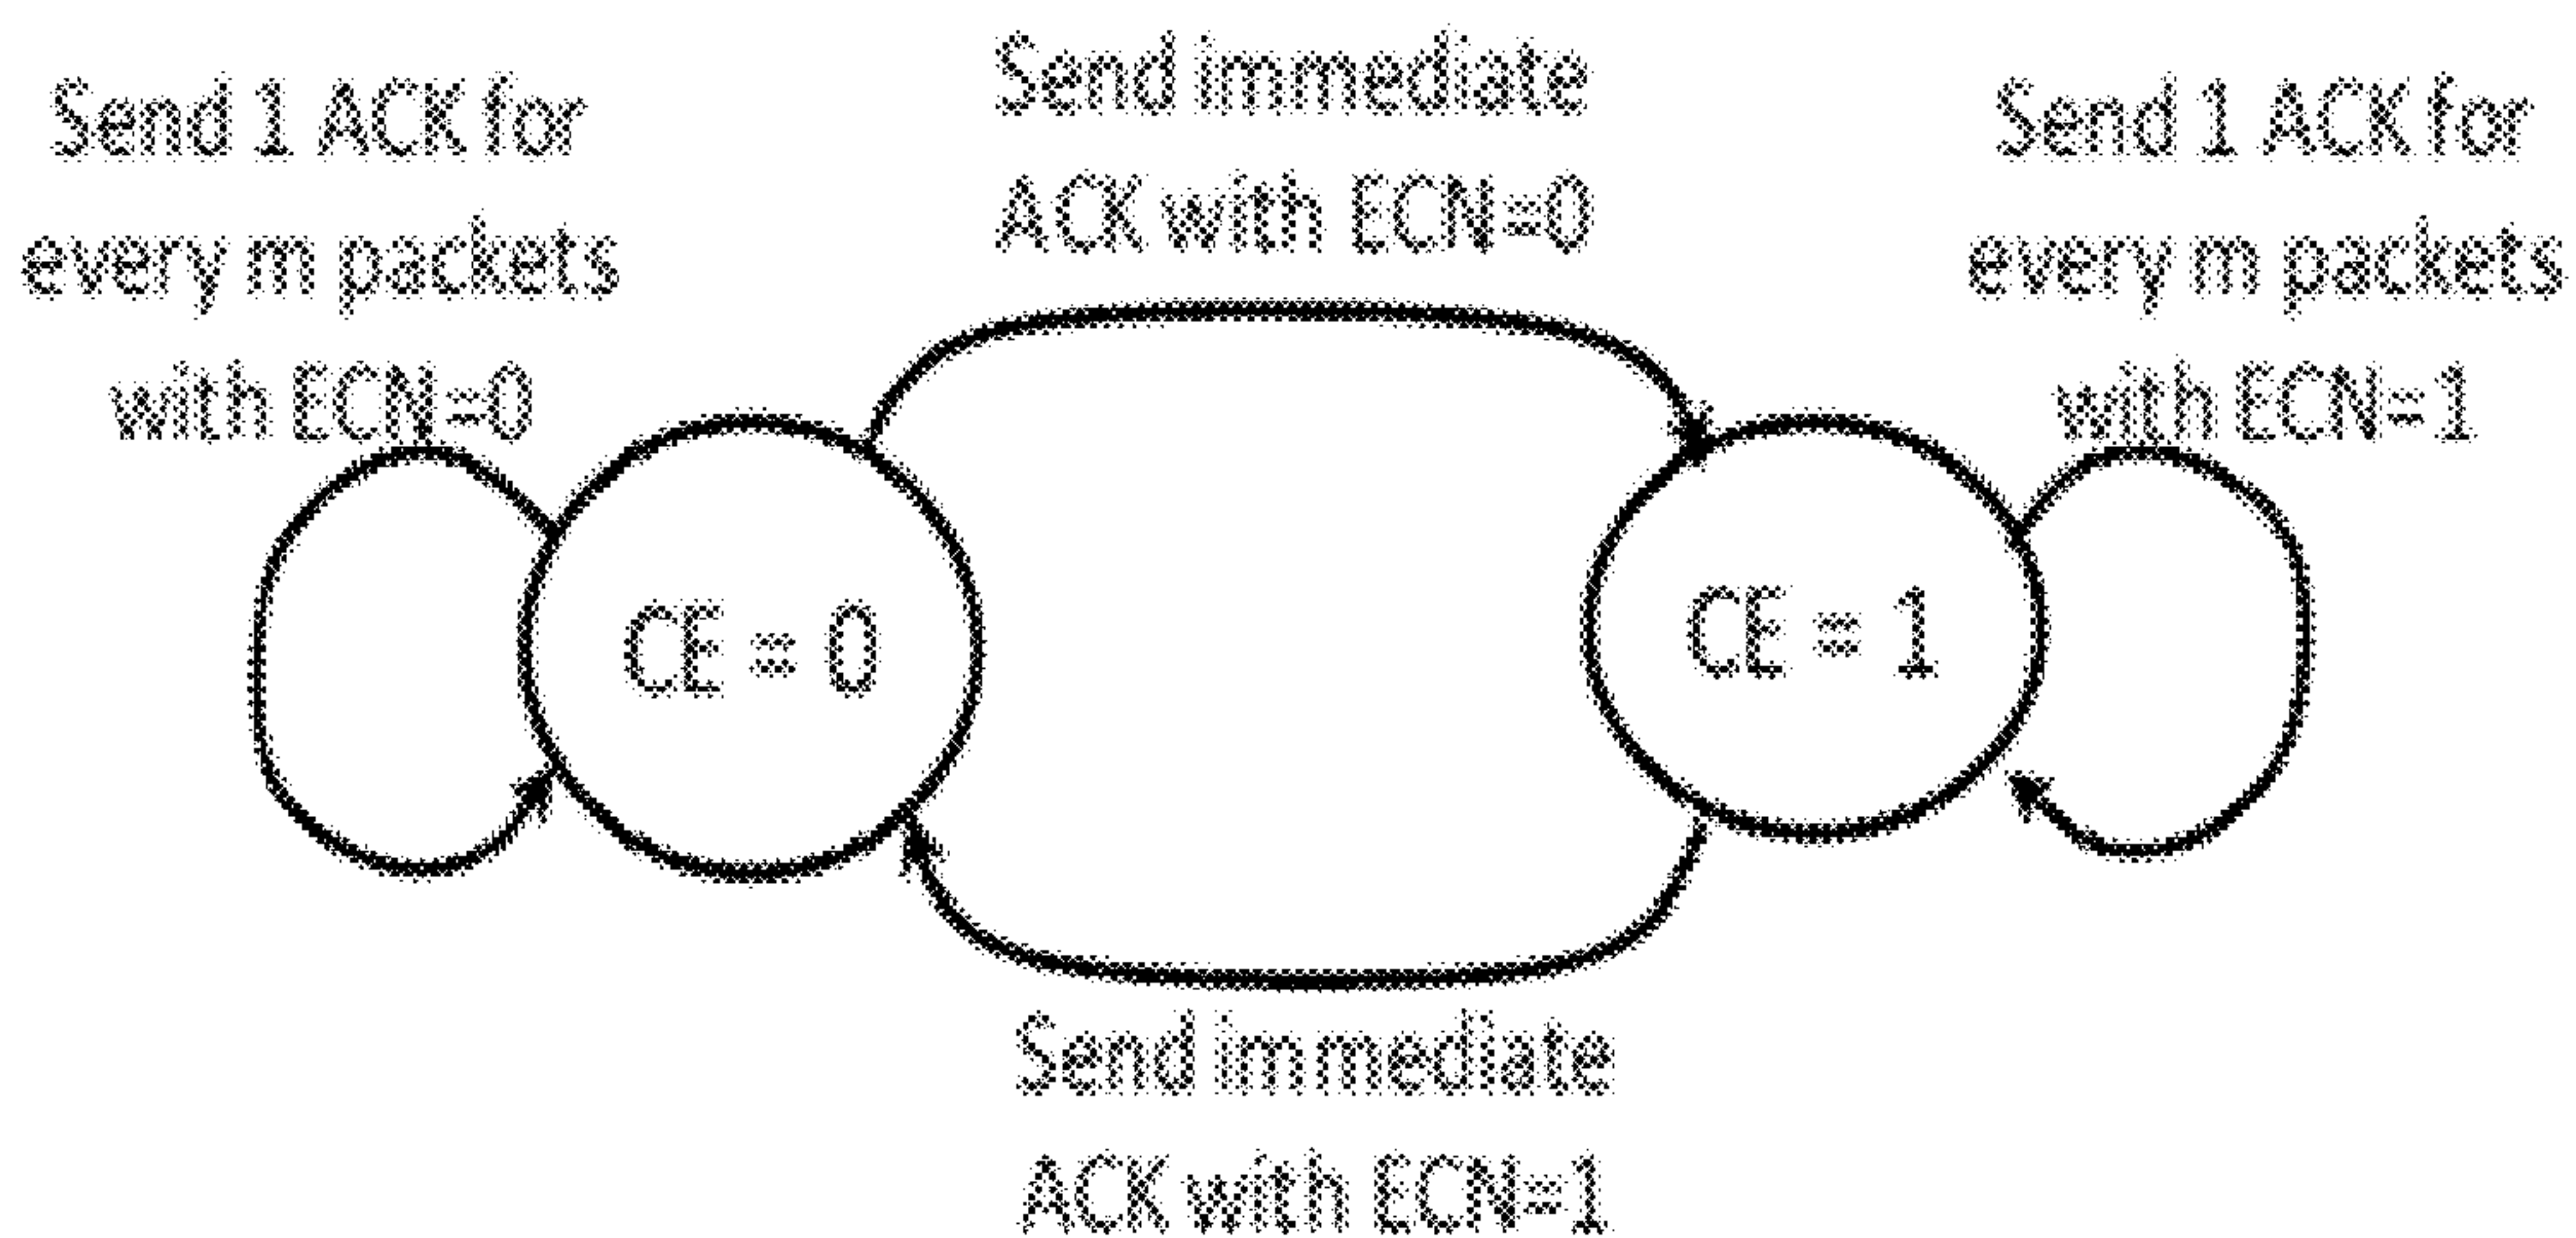 Send 1 ACK for
every m packets
with ECN=0
Send immediate
ACK with ECN=0
Send 1 ACK for
every m packets
with ECN=1
CE = 0
CE = 1
Send immediate
ACK with ECN=1